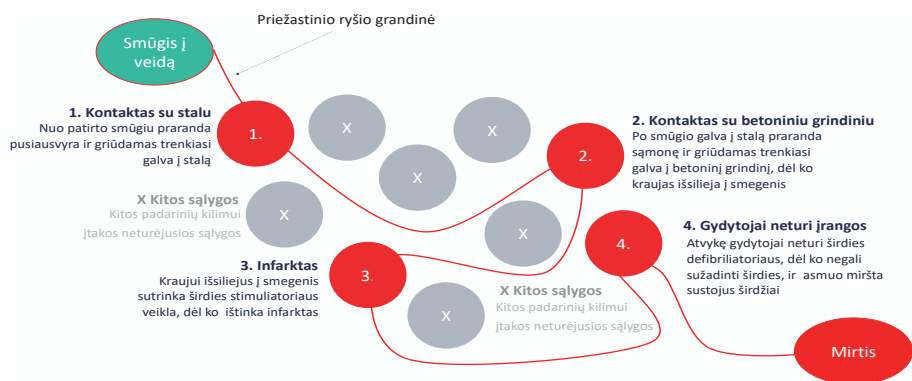 Priežastinio ryšio grandinė
Smūgis į
veidą
1. Kontaktas su stalu
Nuo patirto smūgiu praranda
pusiausvyra ir griūdamas trenkiasi
galva į stalą
1.
X
X
X
2.
2. Kontaktas su betoniniu grindiniu
Po smūgio galva į stalą praranda
sąmonę ir griūdamas trenkiasi
galva į betoninį grindinį, dėl ko
kraujas išsilieja į smegenis
X Kitos sąlygos
Kitos padarinių kilimui
įtakos neturėjusios sąlygos
X
X
4.
4. Gydytojai neturi įrangos
Atvykę gydytojai neturi širdies
defibriliatoriaus, dėl ko negali
sužadinti širdies, ir asmuo miršta
sustojus širdžiai
3. Infarktas
Kraujui išsiliejus į smegenis
sutrinka širdies stimuliatoriaus
veikla, dėl ko ištinka infarktas
3.
X
X Kitos sąlygos
Kitos padarinių kilimui
įtakos neturėjusios sąlygos
Mirtis